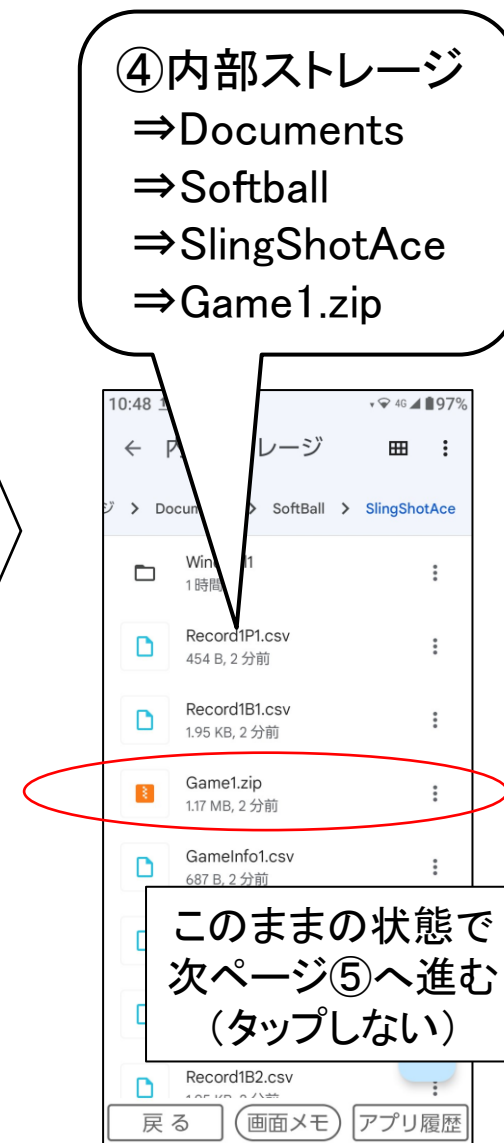 ④内部ストレージ
⇒Documents
⇒Softball
⇒SlingShotAce
⇒Game1.zip
10:48
4G 97%
レージ
ジ > Docum > SoftBall > SlingShotAce
1時間
Record1P1.csv
454 B, 2 分前
Record1B1.csv
1.95 KB, 2 分前
Game1.zip
1.17 MB, 2 分前
GameInfo1.csv
687 B, 2 分前
このままの状態で
次ページ⑤へ進む
(タップしない)
Record1B2.csv
戻 る 画面メモ アプリ履歴